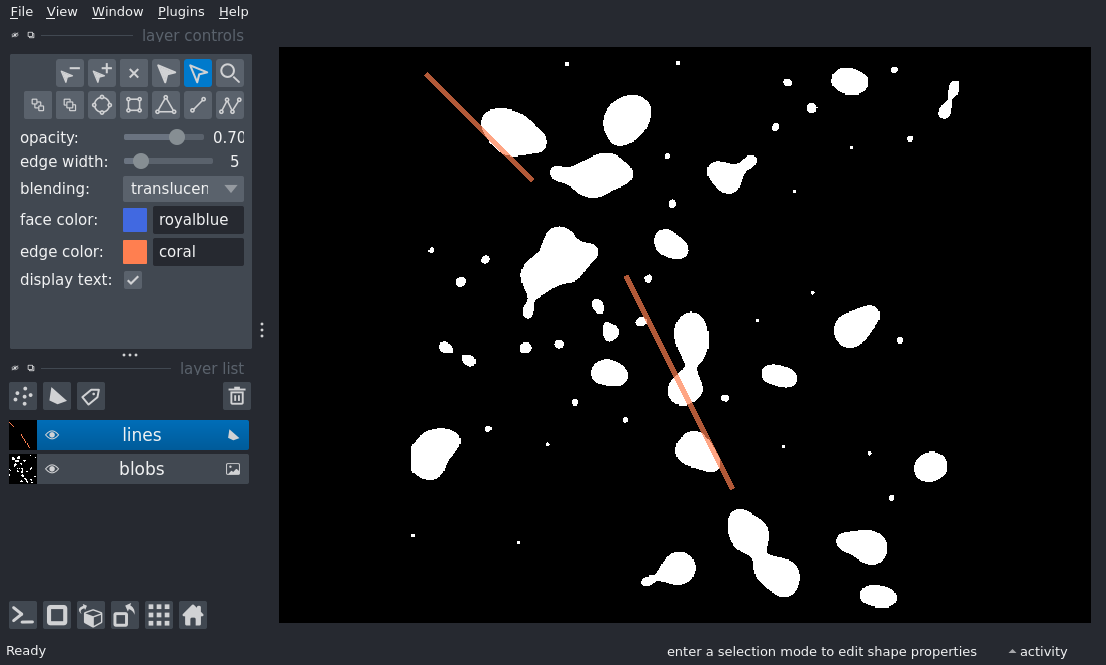 File View Window Plugins Help
layer controls
opacity: 0.70
edge width: 5
blending: translucen
face color: royalblue
edge color: coral
display text:
layer list
lines
blobs
Ready enter a selection mode to edit shape properties activity